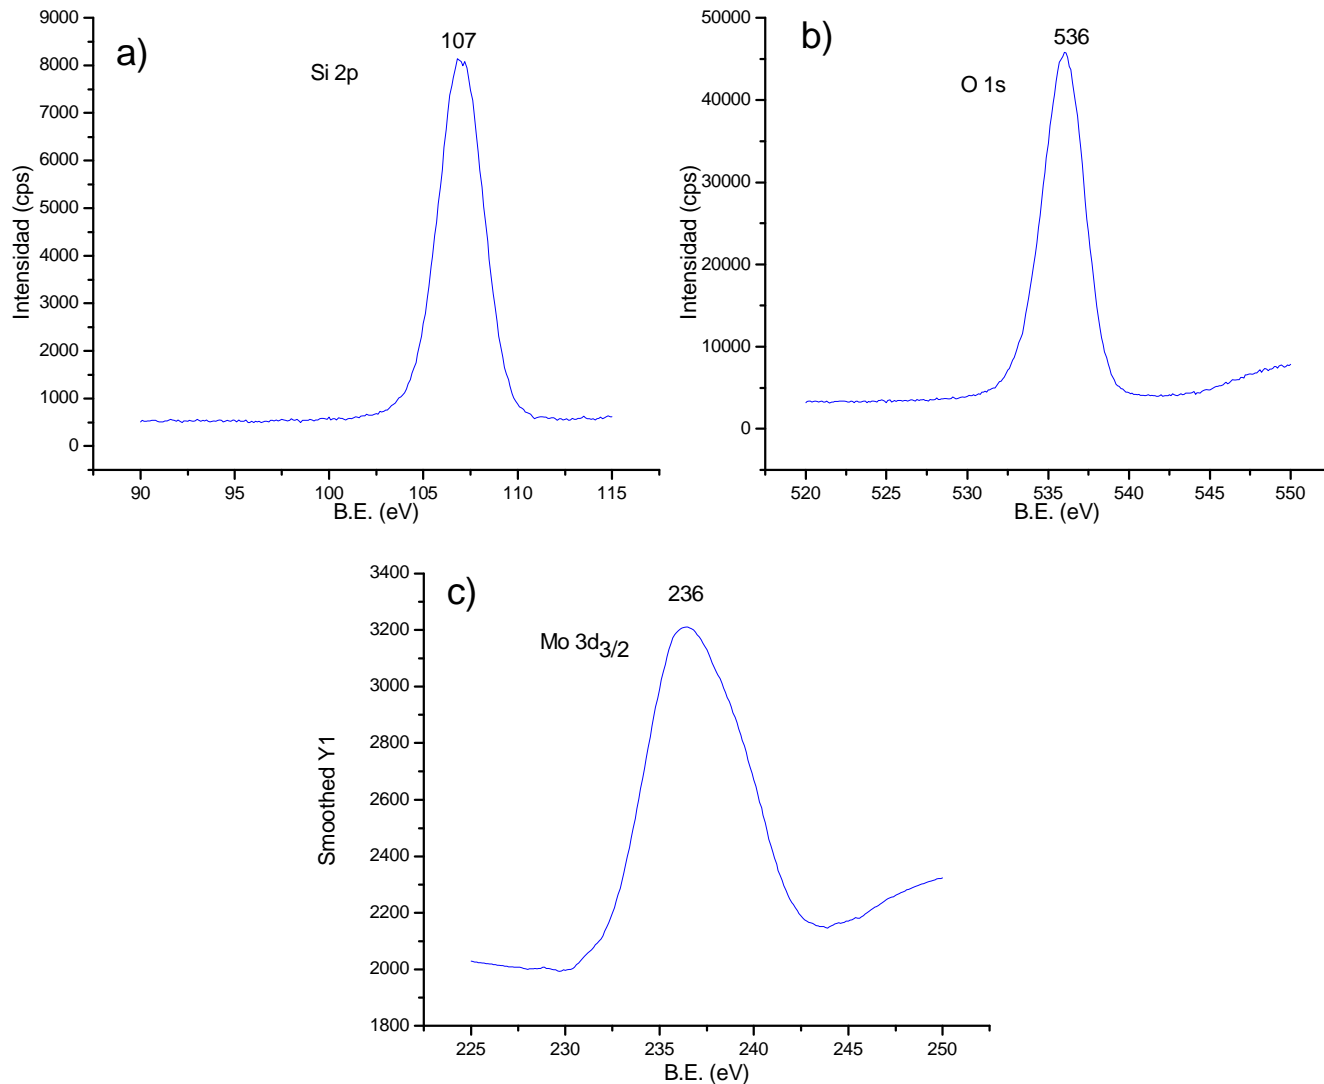 a)
107
Si 2p
9000
8000
7000
6000
5000
4000
3000
2000
1000
0
Intensidad (cps)
90 95 100 105 110 115
B.E. (eV)
b)
536
O 1s
50000
40000
30000
20000
10000
0
Intensidad (cps)
520 525 530 535 540 545 550
B.E. (eV)
c)
236
Mo 3d3/2
3400
3200
3000
2800
2600
2400
2200
2000
1800
Smoothed Y1
225 230 235 240 245 250
B.E. (eV)